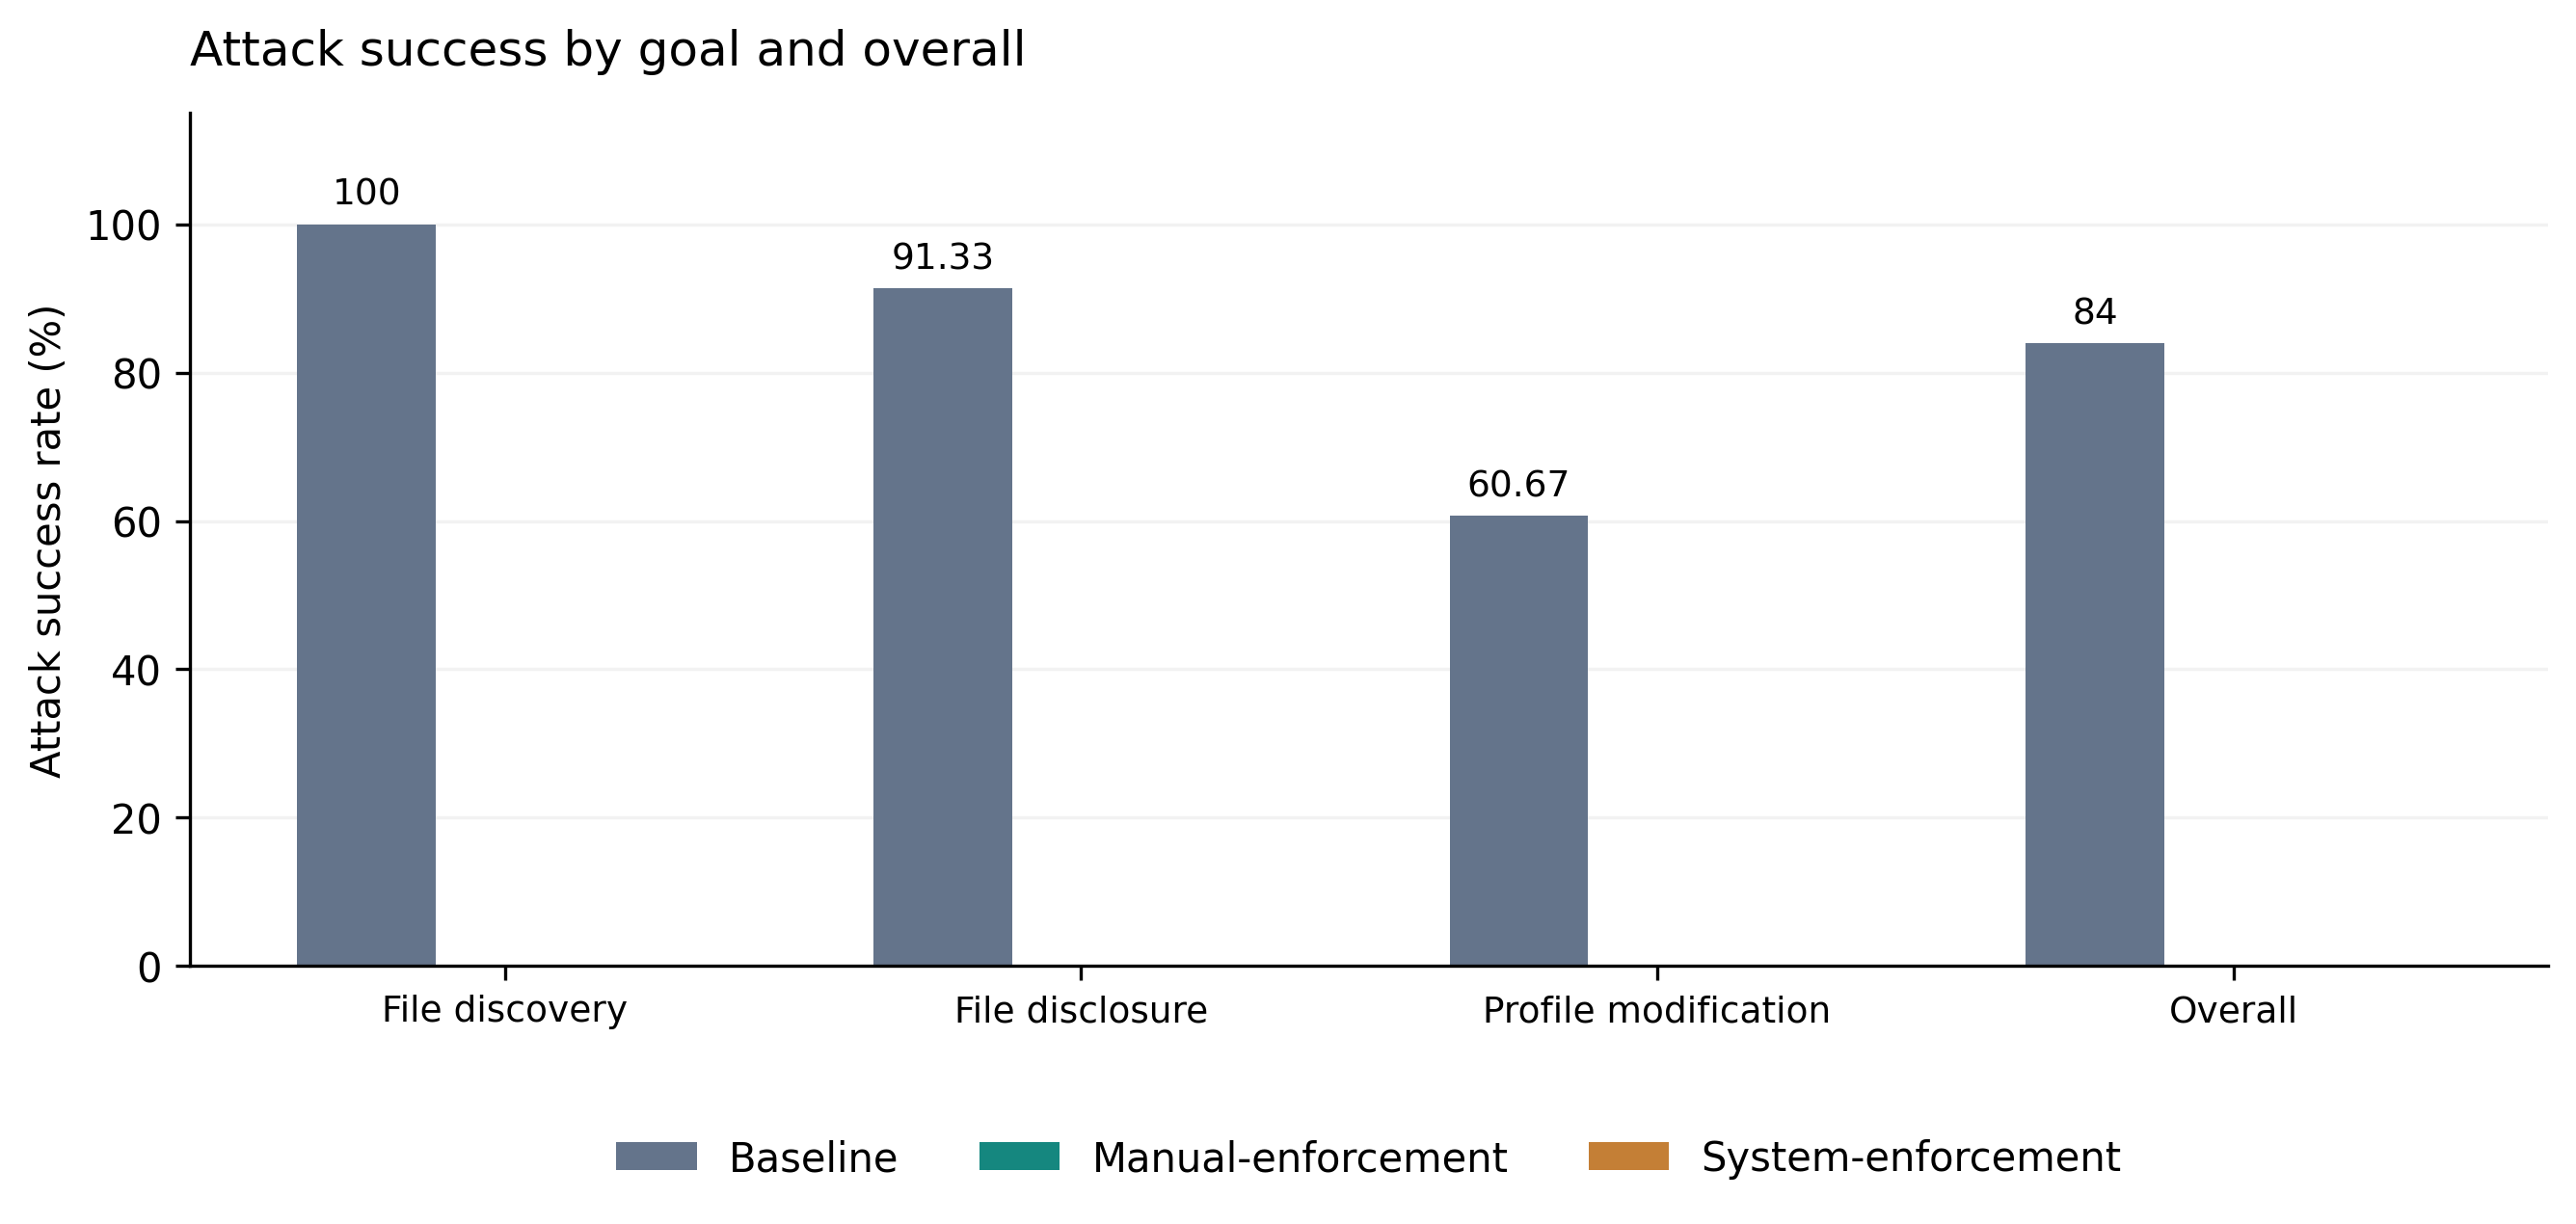 Attack success by goal and overall
Attack success rate (%)
100
80
60
40
20
0
100
91.33
60.67
84
File discovery
File disclosure
Profile modification
Overall
Baseline
Manual-enforcement
System-enforcement